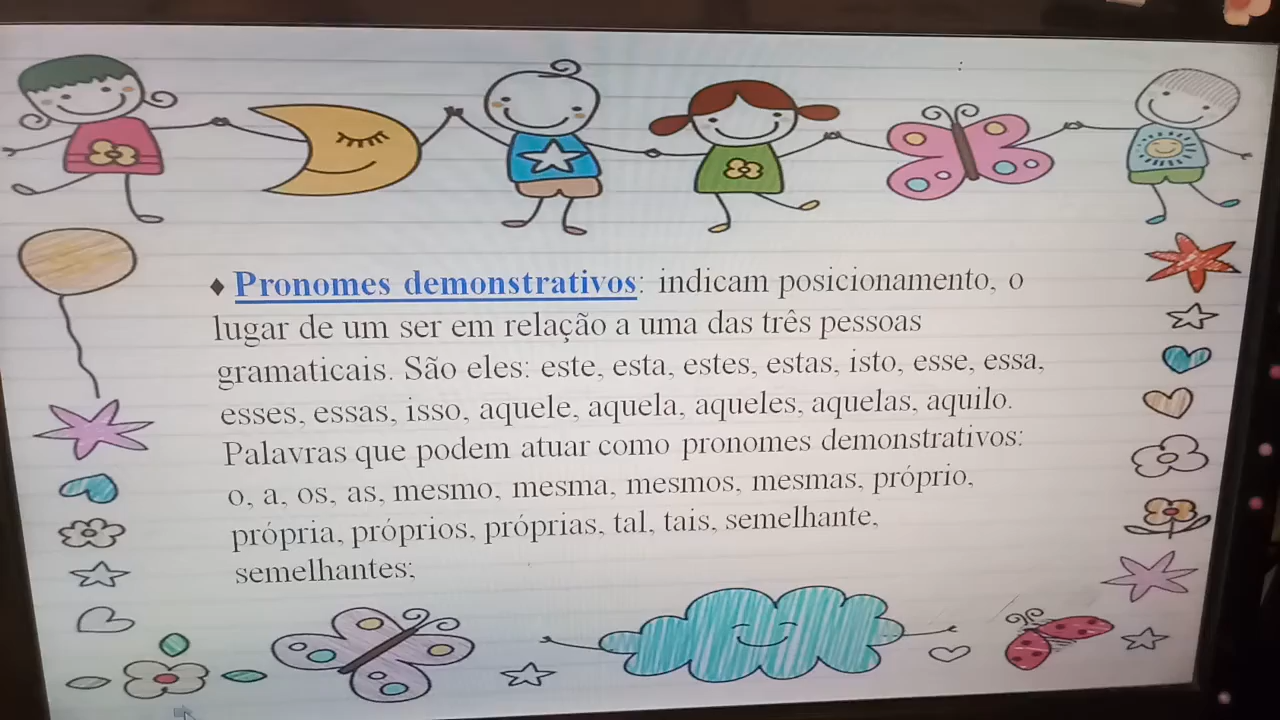 ♦ Pronomes demonstrativos: indicam posicionamento, o
lugar de um ser em relação a uma das três pessoas
gramaticais. São eles: este, esta, estes, estas, isto, esse, essa,
esses, essas, isso, aquele, aquela, aqueles, aquelas, aquilo.
Palavras que podem atuar como pronomes demonstrativos:
o, a, os, as, mesmo, mesma, mesmos, mesmas, próprio,
própria, próprios, próprias, tal, tais, semelhante,
semelhantes;